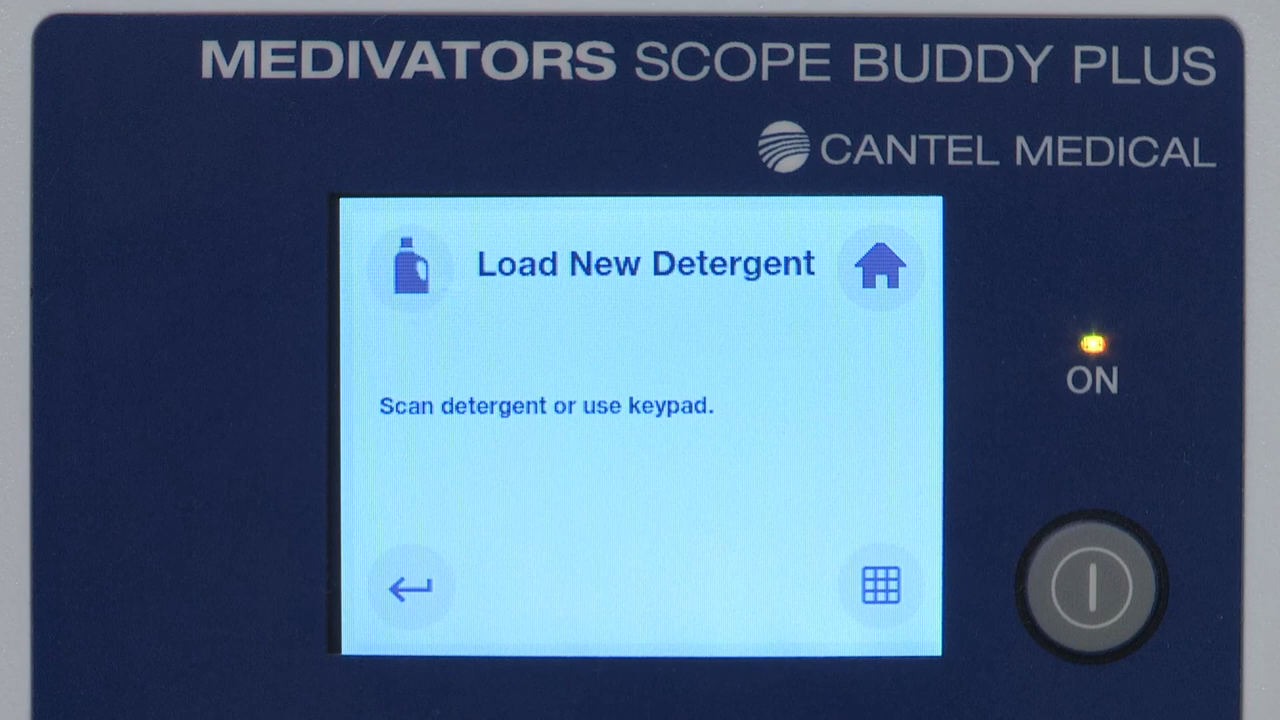 MEDIVATORS SCOPE BUDDY PLUS
CANTEL MEDICAL
Load New Detergent
Scan detergent or use keypad.
ON